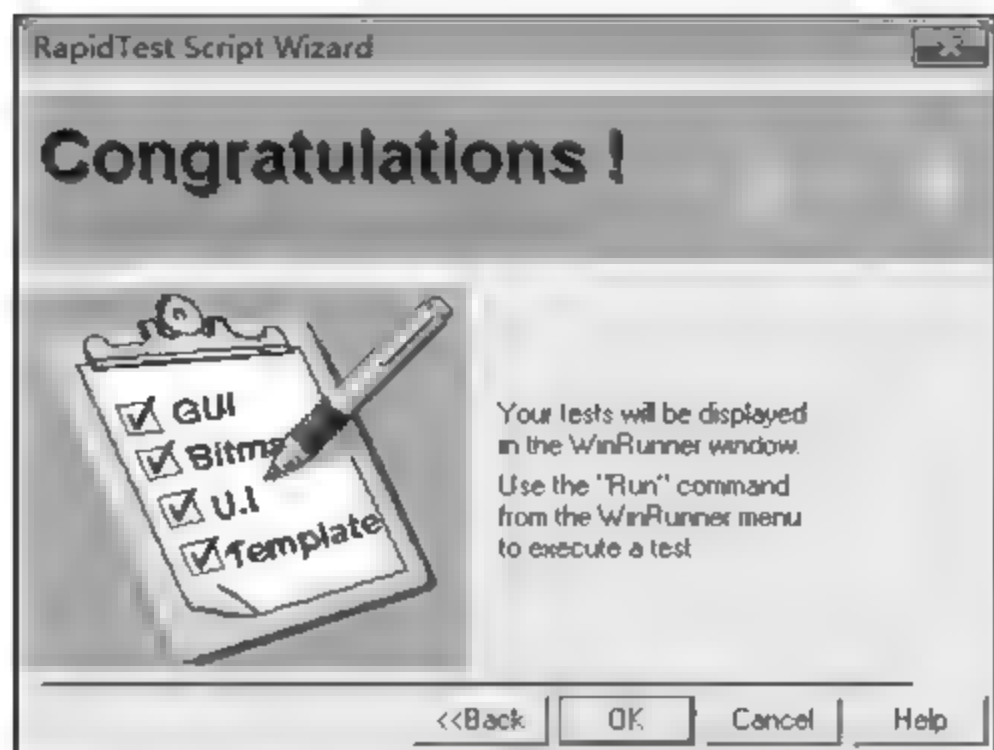 RapidTest Script Wizard
Congratulations !
GUI
Bitma
U.I
Template
Your tests will be displayed
in the WinRunner window.
Use the "Run" command
from the WinRunner menu
to execute a test
<<Back
OK
Cancel
Help